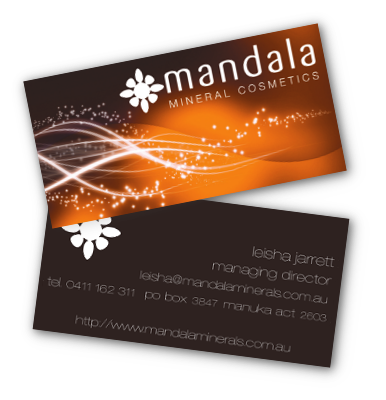 mandala
MINERAL COSMETICS
leisha jarrett
managing director
leisha@mandalaminerals.com.au
tel 0411 162 311 po box 3847 manuka act 2603
http://www.mandalaminerals.com.au